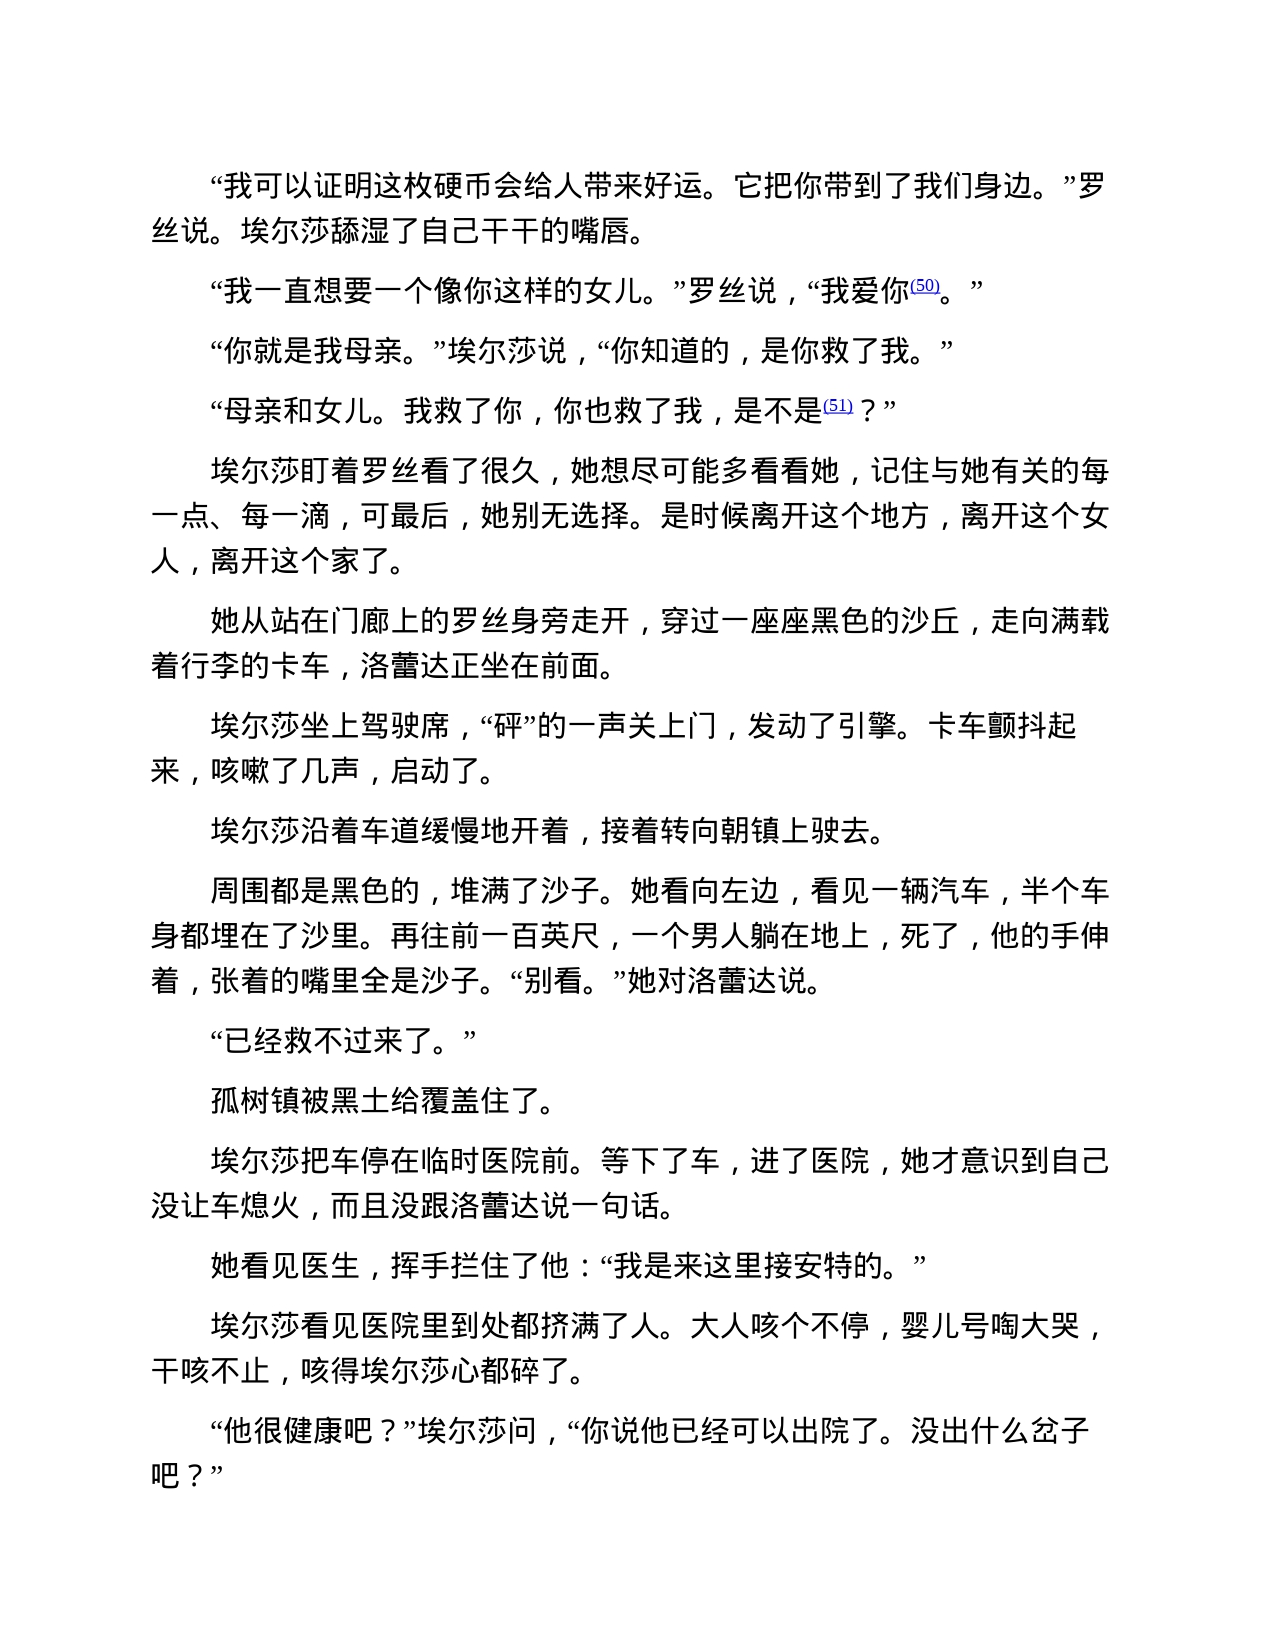 “我可以证明这枚硬币会给人带来好运。它把你带到了我们身边。”罗
丝说。埃尔莎舔湿了自己干干的嘴唇。
“我一直想要一个像你这样的女儿。”罗丝说，“我爱你(50)。”
“你就是我母亲。”埃尔莎说，“你知道的，是你救了我。”
“母亲和女儿。我救了你，你也救了我，是不是(51)？”
埃尔莎盯着罗丝看了很久，她想尽可能多看看她，记住与她有关的每
一点、每一滴，可最后，她别无选择。是时候离开这个地方，离开这个女
人，离开这个家了。
她从站在门廊上的罗丝身旁走开，穿过一座座黑色的沙丘，走向满载
着行李的卡车，洛蕾达正坐在前面。
埃尔莎坐上驾驶席，“砰”的一声关上门，发动了引擎。卡车颤抖起
来，咳嗽了几声，启动了。
埃尔莎沿着车道缓慢地开着，接着转向朝镇上驶去。
周围都是黑色的，堆满了沙子。她看向左边，看见一辆汽车，半个车
身都埋在了沙里。再往前一百英尺，一个男人躺在地上，死了，他的手伸
着，张着的嘴里全是沙子。“别看。”她对洛蕾达说。
“已经救不过来了。”
孤树镇被黑土给覆盖住了。
埃尔莎把车停在临时医院前。等下了车，进了医院，她才意识到自己
没让车熄火，而且没跟洛蕾达说一句话。
她看见医生，挥手拦住了他：“我是来这里接安特的。”
埃尔莎看见医院里到处都挤满了人。大人咳个不停，婴儿号啕大哭，
干咳不止，咳得埃尔莎心都碎了。
“他很健康吧？”埃尔莎问，“你说他已经可以出院了。没出什么岔子
吧？”